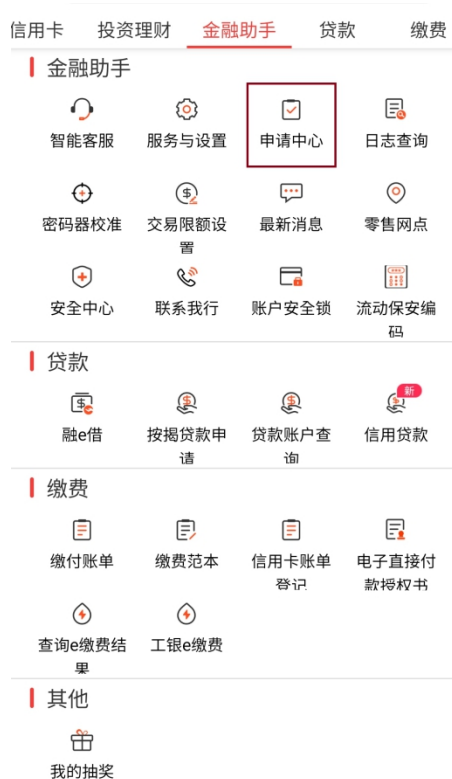 信用卡 投资理财 金融助手 贷款 缴费
金融助手
智能客服 服务与设置 申请中心 日志查询
密码器校准 交易限额设 最新消息 零售网点
置
安全中心 联系我行 账户安全锁 流动保安编
码
贷款
新
融e借 按揭贷款申 贷款账户查 信用贷款
请 询
缴费
缴付账单 缴费范本 信用卡账单 电子直接付
登记 款授权书
查询e缴费结 工银e缴费
果
其他
我的抽奖